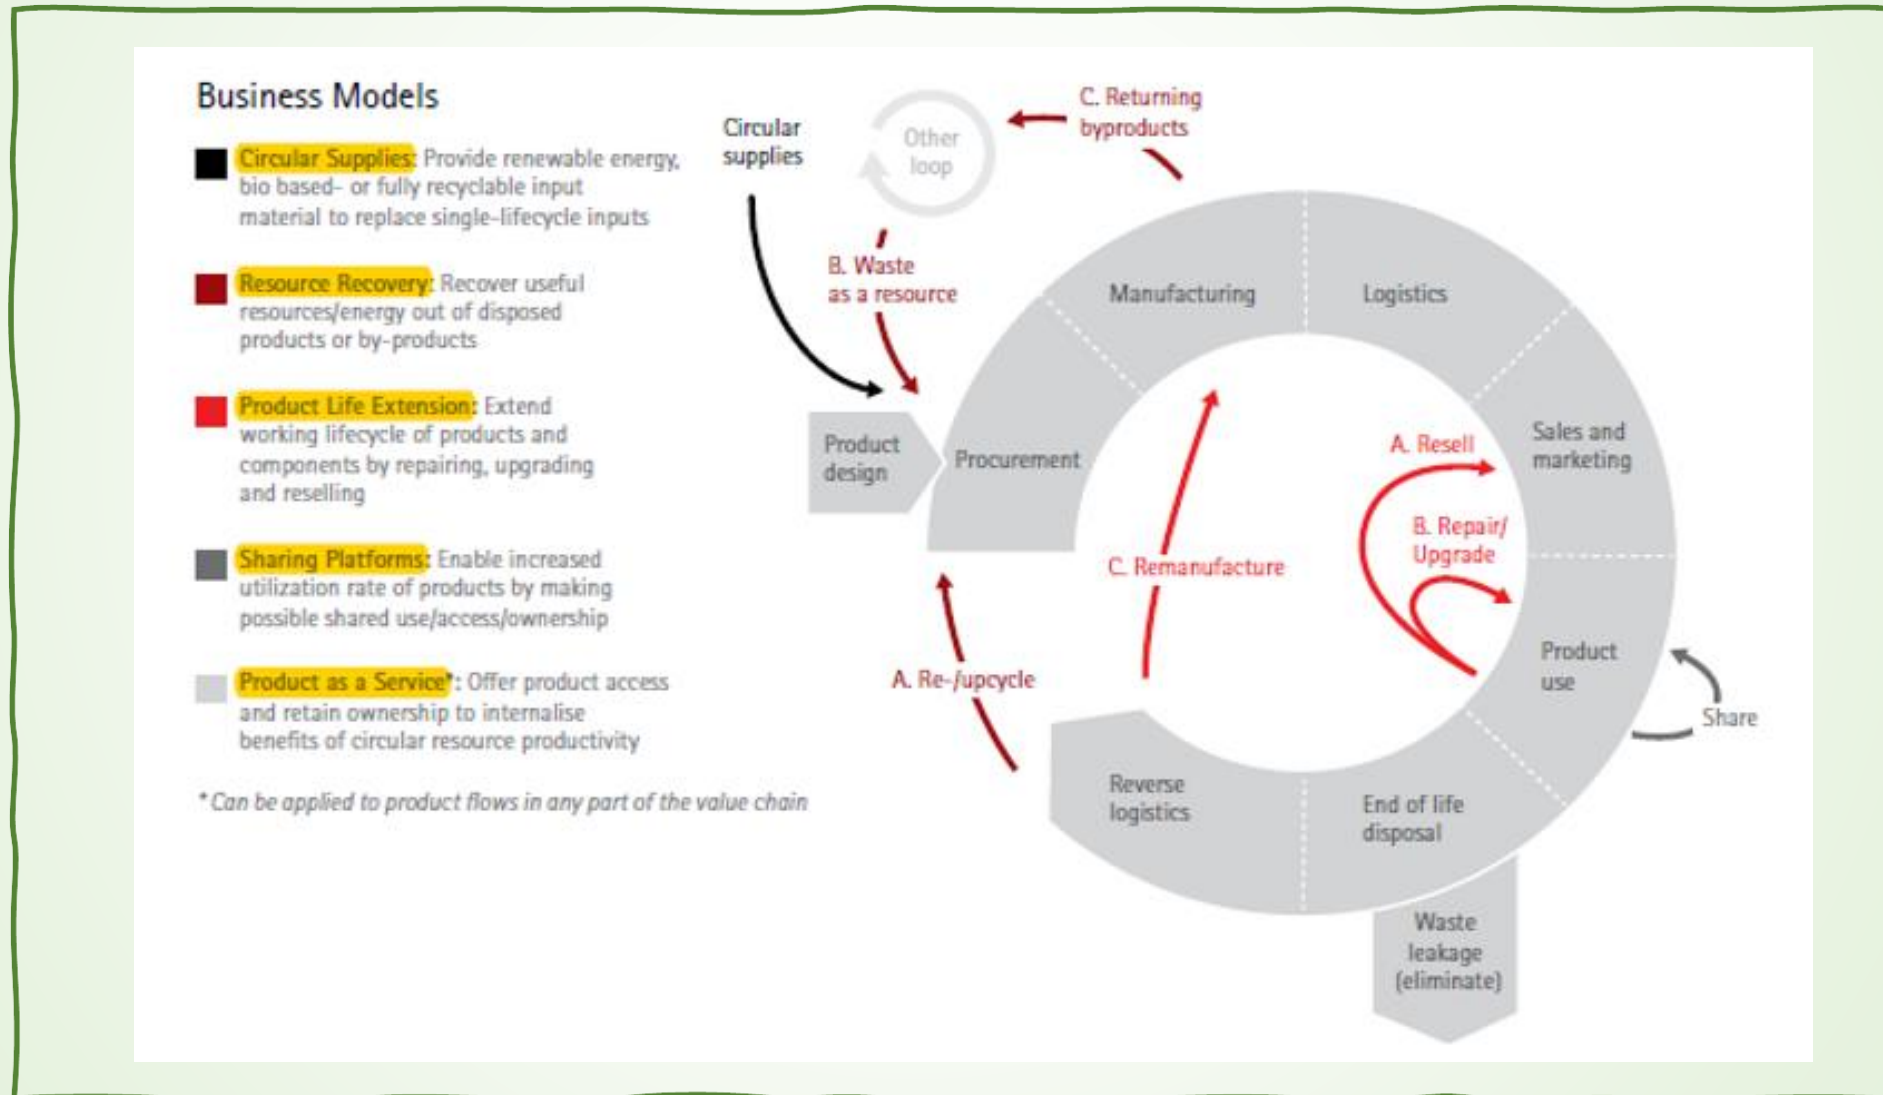 Business Models
Circular Supplies: Provide renewable energy,
bio based- or fully recyclable input
material to replace single-lifecycle inputs
Resource Recovery: Recover useful
resources/energy out of disposed
products or by-products
Product Life Extension: Extend
working lifecycle of products and
components by repairing, upgrading
and reselling
Sharing Platforms: Enable increased
utilization rate of products by making
possible shared use/access/ownership
Product as a Service*: Offer product access
and retain ownership to internalise
benefits of circular resource productivity
* Can be applied to product flows in any part of the value chain
Circular
supplies
Other
loop
C. Returning
byproducts
B. Waste
as a resource
Manufacturing
Logistics
Product
design
Procurement
A. Resell
Sales and
marketing
B. Repair/
Upgrade
C. Remanufacture
A. Re-/upcycle
Product
use
Share
Reverse
logistics
End of life
disposal
Waste
leakage
(eliminate)